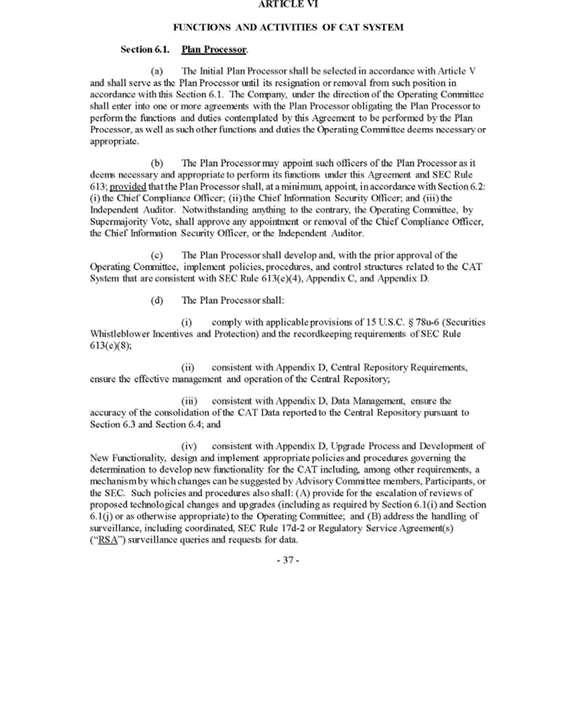 ARTICLE VI
FUNCTIONS AND ACTIVITIES OF CAT SYSTEM
Section 6.1. Plan Processor.
(a) The Initial Plan Processor shall be selected in accordance with Article V
and shall serve as the Plan Processor until its resignation or removal from such position in
accordance with this Section 6.1. The Company, under the direction of the Operating Committee
shall enter into one or more agreements with the Plan Processor obligating the Plan Processor to
perform the functions and duties contemplated by this Agreement to be performed by the Plan
Processor, as well as such other functions and duties the Operating Committee deems necessary or
appropriate.
(b) The Plan Processor may appoint such officers of the Plan Processor as it
deems necessary and appropriate to perform its functions under this Agreement and SEC Rule
613; provided that the Plan Processor shall, at a minimum, appoint, in accordance with Section 6.2:
(i) the Chief Compliance Officer; (ii) the Chief Information Security Officer; and (iii) the
Independent Auditor. Notwithstanding anything to the contrary, the Operating Committee, by
Supermajority Vote, shall approve any appointment or removal of the Chief Compliance Officer,
the Chief Information Security Officer, or the Independent Auditor.
(c) The Plan Processor shall develop and, with the prior approval of the
Operating Committee, implement policies, procedures, and control structures related to the CAT
System that are consistent with SEC Rule 613(e)(4), Appendix C, and Appendix D.
(d) The Plan Processor shall:
(i) comply with applicable provisions of 15 U.S.C. § 78u-6 (Securities
Whistleblower Incentives and Protection) and the recordkeeping requirements of SEC Rule
613(e)(8);
(ii) consistent with Appendix D, Central Repository Requirements,
ensure the effective management and operation of the Central Repository;
(iii) consistent with Appendix D, Data Management, ensure the
accuracy of the consolidation of the CAT Data reported to the Central Repository pursuant to
Section 6.3 and Section 6.4; and
(iv) consistent with Appendix D, Upgrade Process and Development of
New Functionality, design and implement appropriate policies and procedures governing the
determination to develop new functionality for the CAT including, among other requirements, a
mechanism by which changes can be suggested by Advisory Committee members, Participants, or
the SEC. Such policies and procedures also shall: (A) provide for the escalation of reviews of
proposed technological changes and upgrades (including as required by Section 6.1(i) and Section
6.1(j) or as otherwise appropriate) to the Operating Committee; and (B) address the handling of
surveillance, including coordinated, SEC Rule 17d-2 or Regulatory Service Agreement(s)
("RSA") surveillance queries and requests for data.
- 37 -